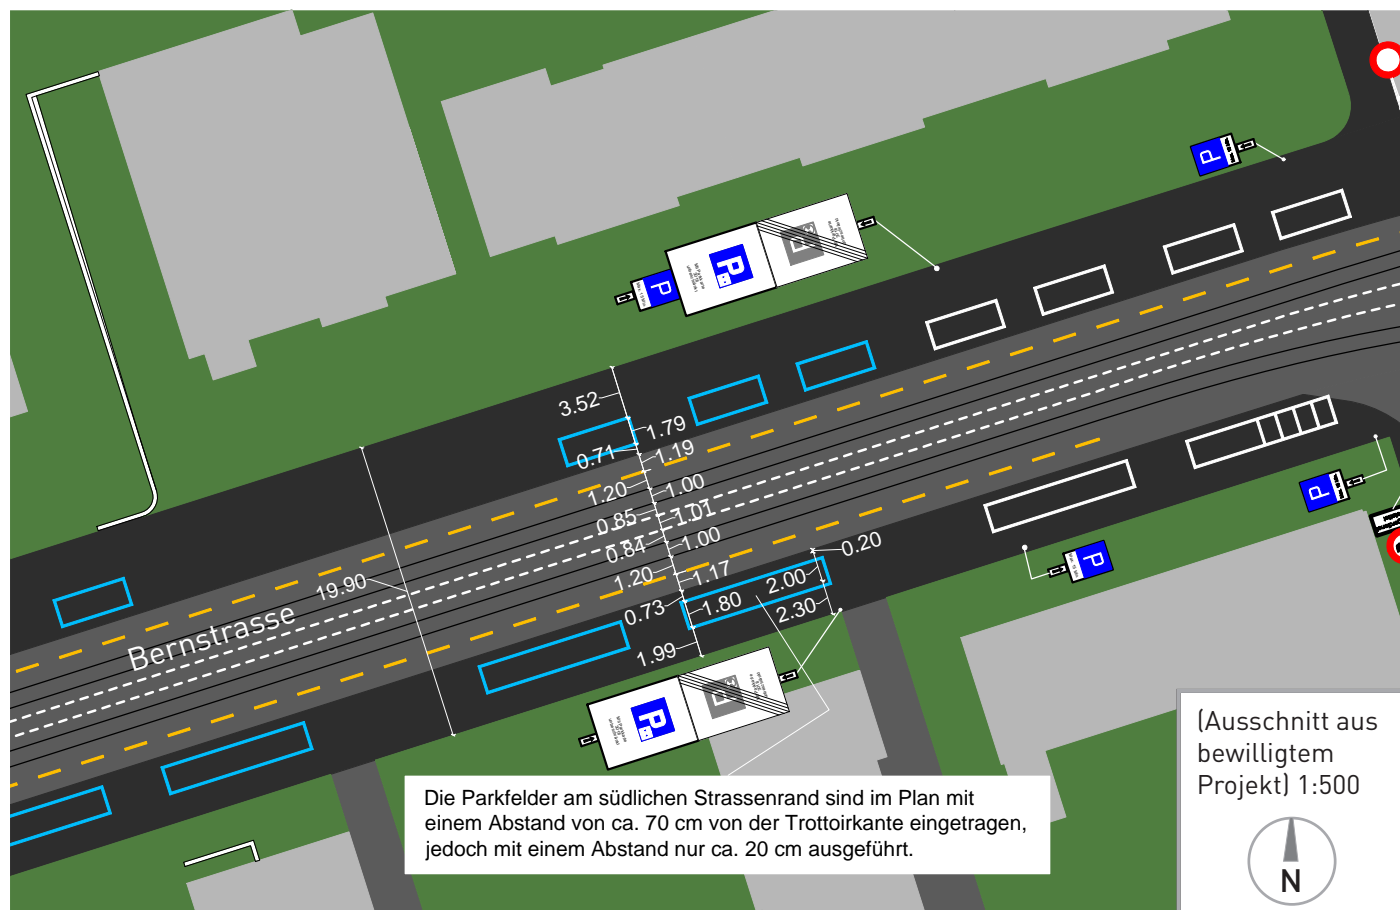 P
P
P
P
3.52
1.79
0.71
1.19
1.20
1.00
0.85
1.01
0.84
1.00
0.20
1.20
1.17
2.00
19.90
0.73
1.80
2.30
1.99
Bernstrasse
P
P
P
Die Parkfelder am südlichen Strassenrand sind im Plan mit
einem Abstand von ca. 70 cm von der Trottoirkante eingetragen,
jedoch mit einem Abstand nur ca. 20 cm ausgeführt.
(Ausschnitt aus
bewilligtem
Projekt) 1:500
N